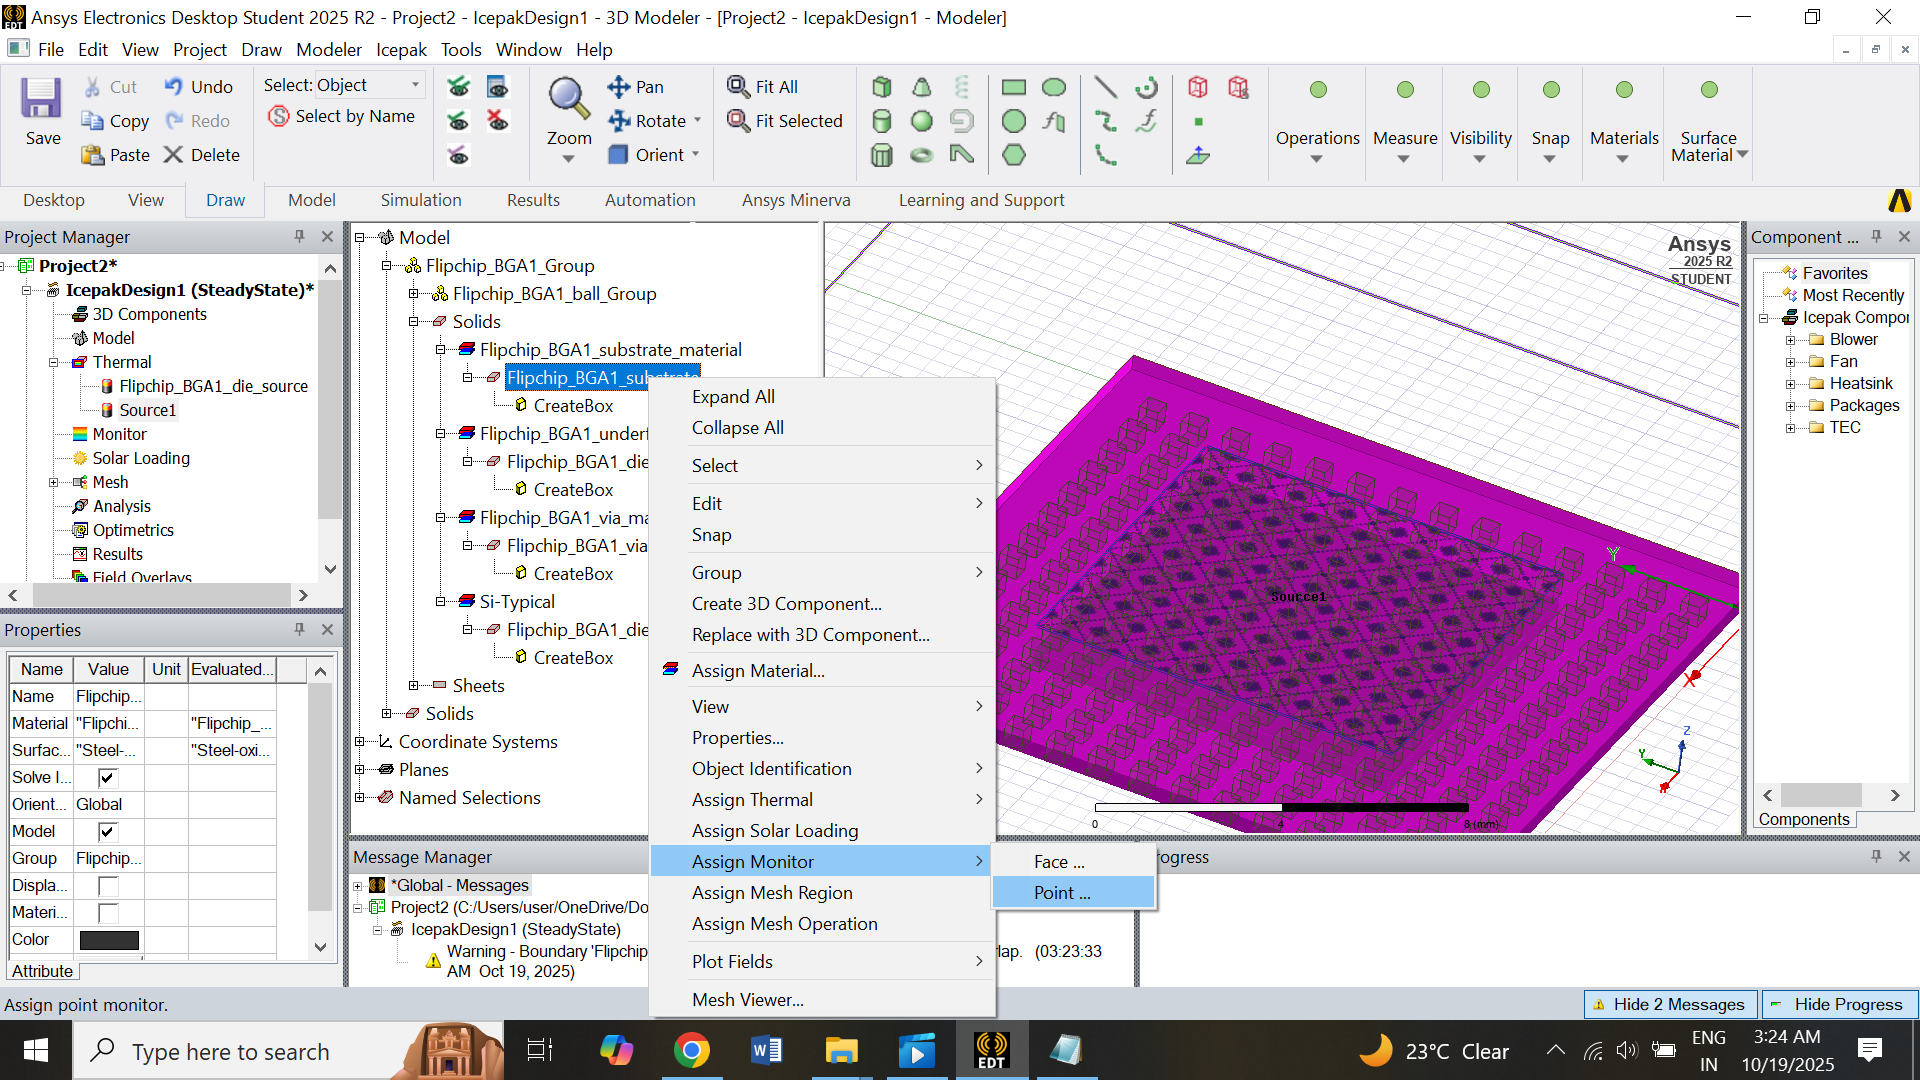 Ansys Electronics Desktop Student 2025 R2 - Project2 - IcepakDesign1 - 3D Modeler - [Project2 - IcepakDesign1 - Modeler]
File Edit View Project Draw Modeler Icepak Tools Window Help
Save
Cut
Copy
Paste
Undo
Redo
Delete
Select: Object
Select by Name
Zoom
Pan
Rotate
Orient
Fit All
Fit Selected
Operations
Measure
Visibility
Snap
Materials
Surface
Material
Desktop View Draw Model Simulation Results Automation Ansys Minerva Learning and Support
Project Manager
Project2*
IcepakDesign1 (SteadyState)*
3D Components
Model
Thermal
Flipchip_BGA1_die_source
Source1
Monitor
Solar Loading
Mesh
Analysis
Optimetrics
Results
Field Overlays
Properties
Name Value Unit Evaluated...
Name Flipchip...
Material "Flipchi... "Flipchip_...
Surfac... "Steel-... "Steel-oxi...
Solve I...
Orient... Global
Model
Group Flipchip...
Displa...
Materi...
Color
Attribute
Model
Flipchip_BGA1_Group
Flipchip_BGA1_ball_Group
Solids
Flipchip_BGA1_substrate_material
Flipchip_BGA1_substrate
CreateBox
Flipchip_BGA1_underf
Flipchip_BGA1_die
CreateBox
Flipchip_BGA1_via_ma
Flipchip_BGA1_via
CreateBox
Si-Typical
Flipchip_BGA1_die
CreateBox
Sheets
Solids
Coordinate Systems
Planes
Named Selections
Expand All
Collapse All
Select
Edit
Snap
Group
Create 3D Component...
Replace with 3D Component...
Assign Material...
View
Properties...
Object Identification
Assign Thermal
Assign Solar Loading
Assign Monitor
Assign Mesh Region
Assign Mesh Operation
Plot Fields
Mesh Viewer...
Face ...
Point ...
Ansys
2025 R2
STUDENT
Source1
Y
X
Z
Y
0 4 8 (mm)
Component ...
Favorites
Most Recently
Icepak Compor
Blower
Fan
Heatsink
Packages
TEC
Components
Message Manager
*Global - Messages
Project2 (C:/Users/user/OneDrive/Do
IcepakDesign1 (SteadyState)
Warning - Boundary 'Flipchip lap. (03:23:33
AM Oct 19, 2025)
rogress
Assign point monitor.
Hide 2 Messages
Hide Progress
Type here to search
EDT
23°C Clear
ENG
IN
3:24 AM
10/19/2025